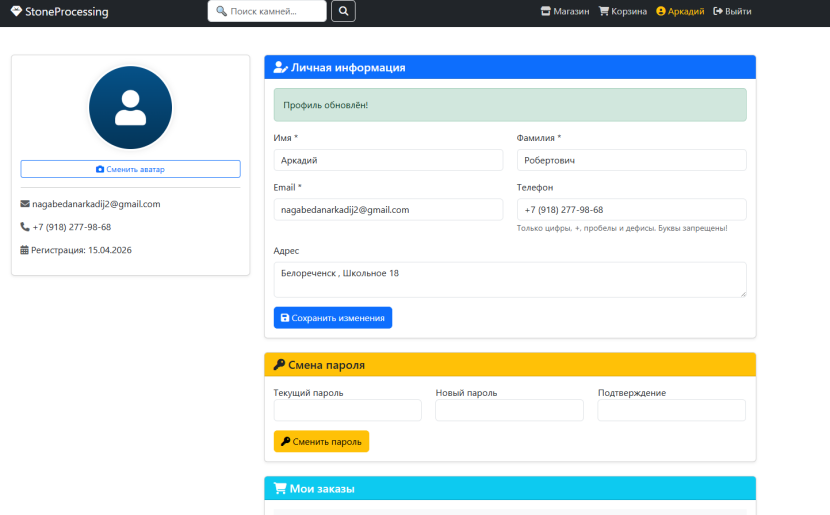 StoneProcessing
Поиск камней...
Магазин Корзина Аркадий Выйти
Сменить аватар
nagabedanarkadij2@gmail.com
+7 (918) 277-98-68
Регистрация: 15.04.2026
Личная информация
Профиль обновлён!
Имя * Фамилия *
Аркадий Робертович
Email * Телефон
nagabedanarkadij2@gmail.com +7 (918) 277-98-68
Только цифры, +, пробелы и дефисы. Буквы запрещены!
Адрес
Белореченск , Школьное 18
Сохранить изменения
Смена пароля
Текущий пароль Новый пароль Подтверждение
Сменить пароль
Мои заказы